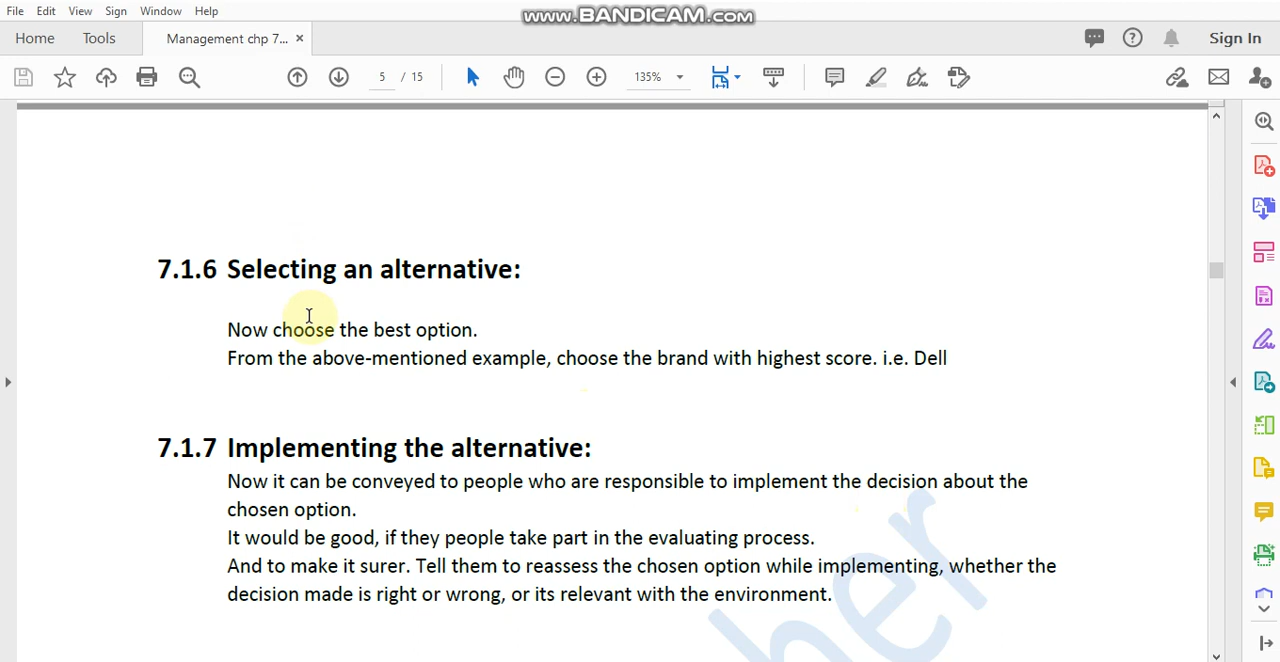 File Edit View Sign Window Help
www.BANDICAM.com
Home Tools Management chp 7... × Sign In
5 / 15 135%
7.1.6 Selecting an alternative:
Now choose the best option.
From the above-mentioned example, choose the brand with highest score. i.e. Dell
7.1.7 Implementing the alternative:
Now it can be conveyed to people who are responsible to implement the decision about the
chosen option.
It would be good, if they people take part in the evaluating process.
And to make it surer. Tell them to reassess the chosen option while implementing, whether the
decision made is right or wrong, or its relevant with the environment.
her